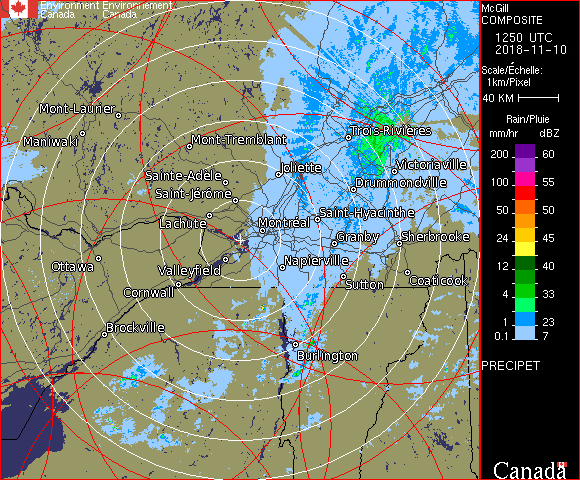 Environment Environnement
Canada Canada
McGill
COMPOSITE
1250 UTC
2018-11-10
Scale/Échelle:
1km/Pixel
40 KM
Rain/Pluie
mm/hr dBZ
200 60
150 57
100 55
50 50
24 45
12 40
4 33
1 23
0.1 7
PRECIPET
Canada
Mont-Laurier
Maniwaki
Mont-Tremblant
Trois-Rivières
Sainte-Adèle
Joliette
Victoriaville
Saint-Jérôme
Drummondville
Lachute
Montréal
Saint-Hyacinthe
Granby
Sherbrooke
Ottawa
Valleyfield
Napierville
Cornwall
Sutton
Coaticook
Brockville
Burlington